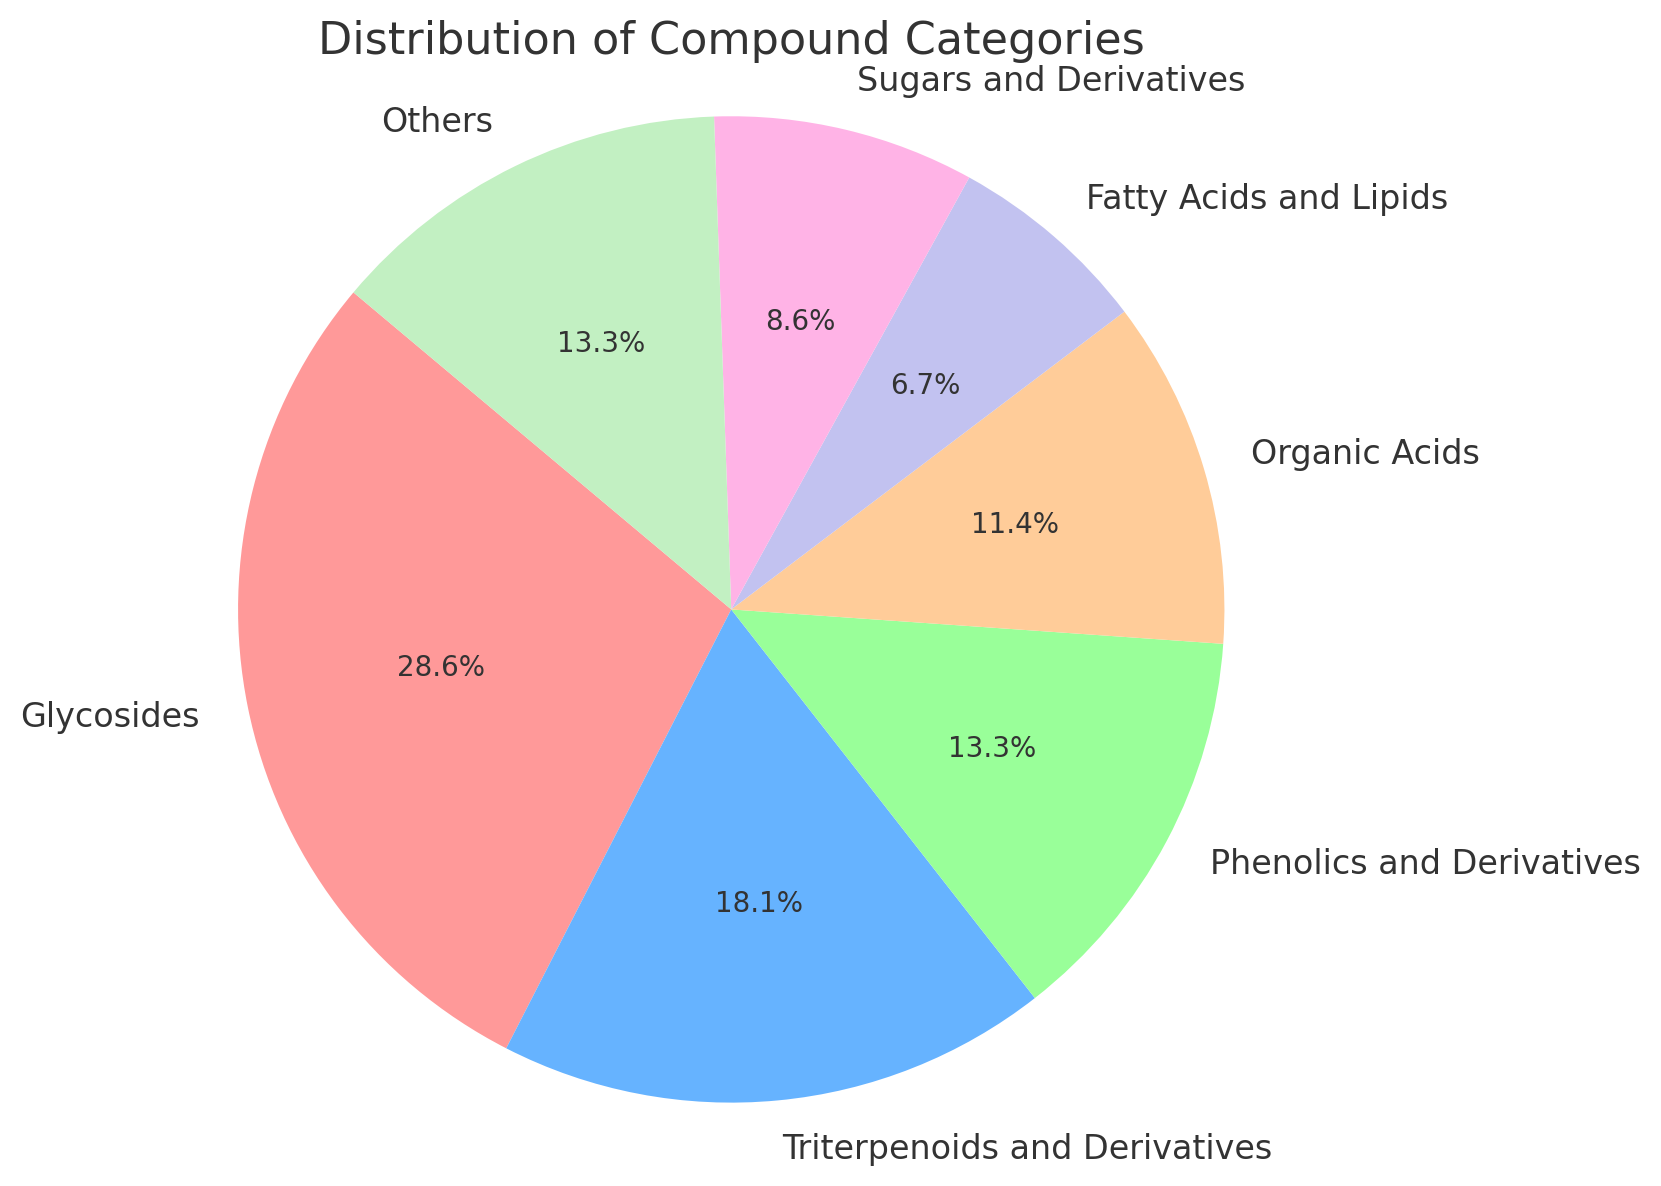 Distribution of Compound Categories
Sugars and Derivatives
Others
Fatty Acids and Lipids
8.6%
13.3%
6.7%
Organic Acids
11.4%
28.6%
Glycosides
13.3%
Phenolics and Derivatives
18.1%
Triterpenoids and Derivatives